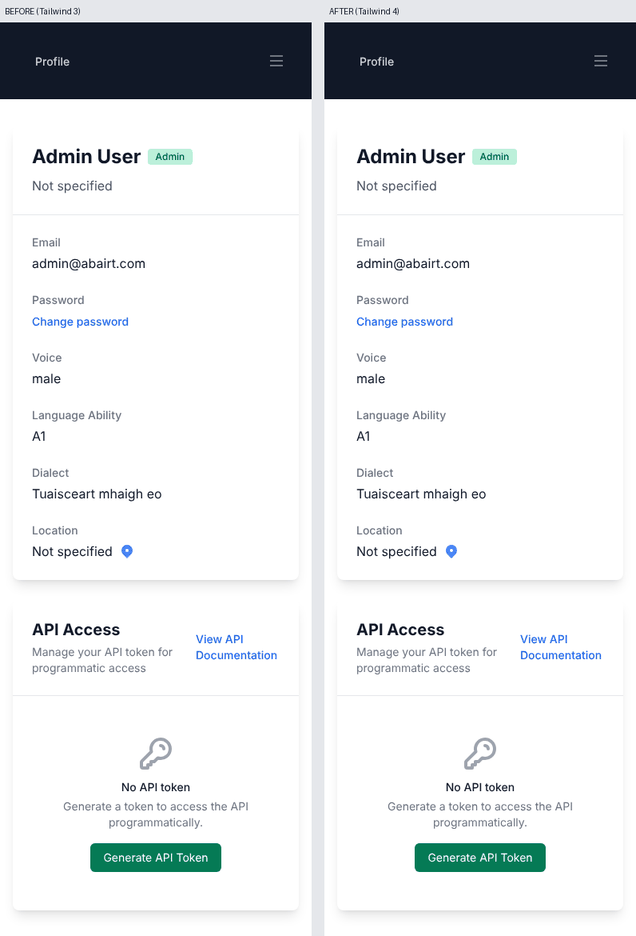 BEFORE (Tailwind 3)
Profile
Admin User Admin
Not specified
Email
admin@abairt.com
Password
Change password
Voice
male
Language Ability
A1
Dialect
Tuaisceart mhaigh eo
Location
Not specified
API Access
Manage your API token for
programmatic access
View API
Documentation
No API token
Generate a token to access the API
programmatically.
Generate API Token
AFTER (Tailwind 4)
Profile
Admin User Admin
Not specified
Email
admin@abairt.com
Password
Change password
Voice
male
Language Ability
A1
Dialect
Tuaisceart mhaigh eo
Location
Not specified
API Access
Manage your API token for
programmatic access
View API
Documentation
No API token
Generate a token to access the API
programmatically.
Generate API Token